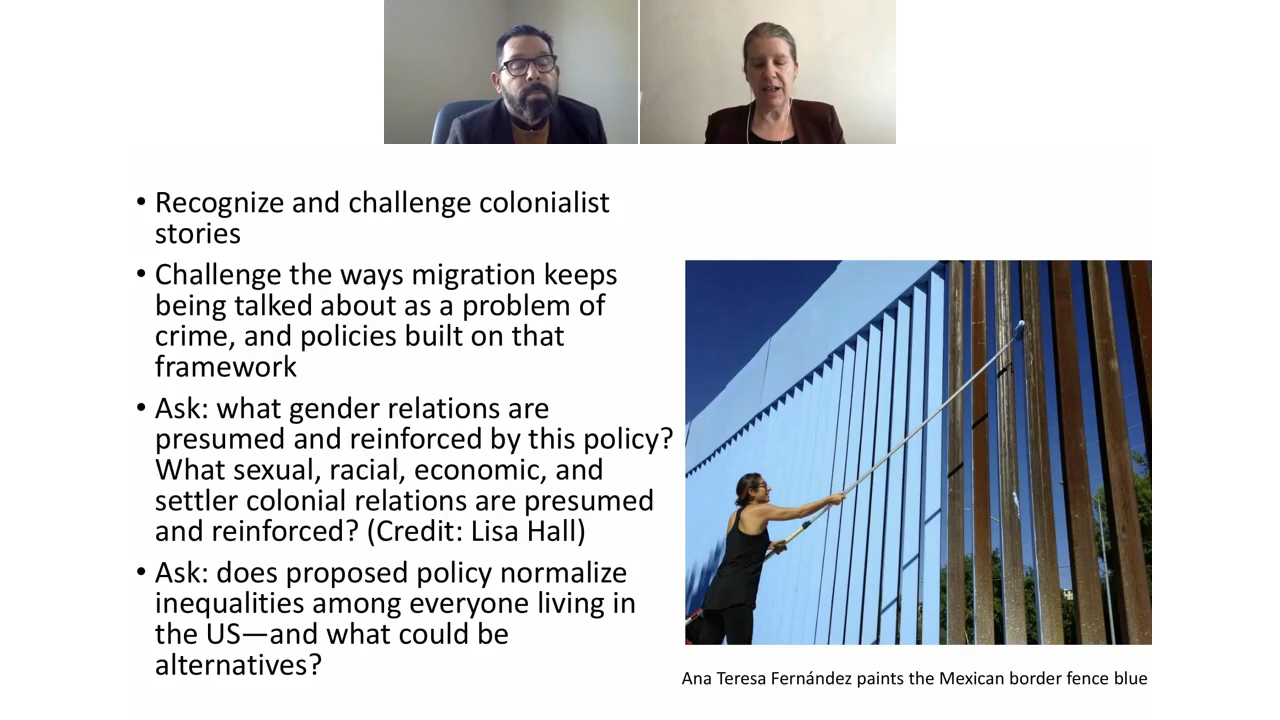 • Recognize and challenge colonialist
stories
• Challenge the ways migration keeps
being talked about as a problem of
crime, and policies built on that
framework
• Ask: what gender relations are
presumed and reinforced by this policy?
What sexual, racial, economic, and
settler colonial relations are presumed
and reinforced? (Credit: Lisa Hall)
• Ask: does proposed policy normalize
inequalities among everyone living in
the US—and what could be
alternatives?
Ana Teresa Fernández paints the Mexican border fence blue